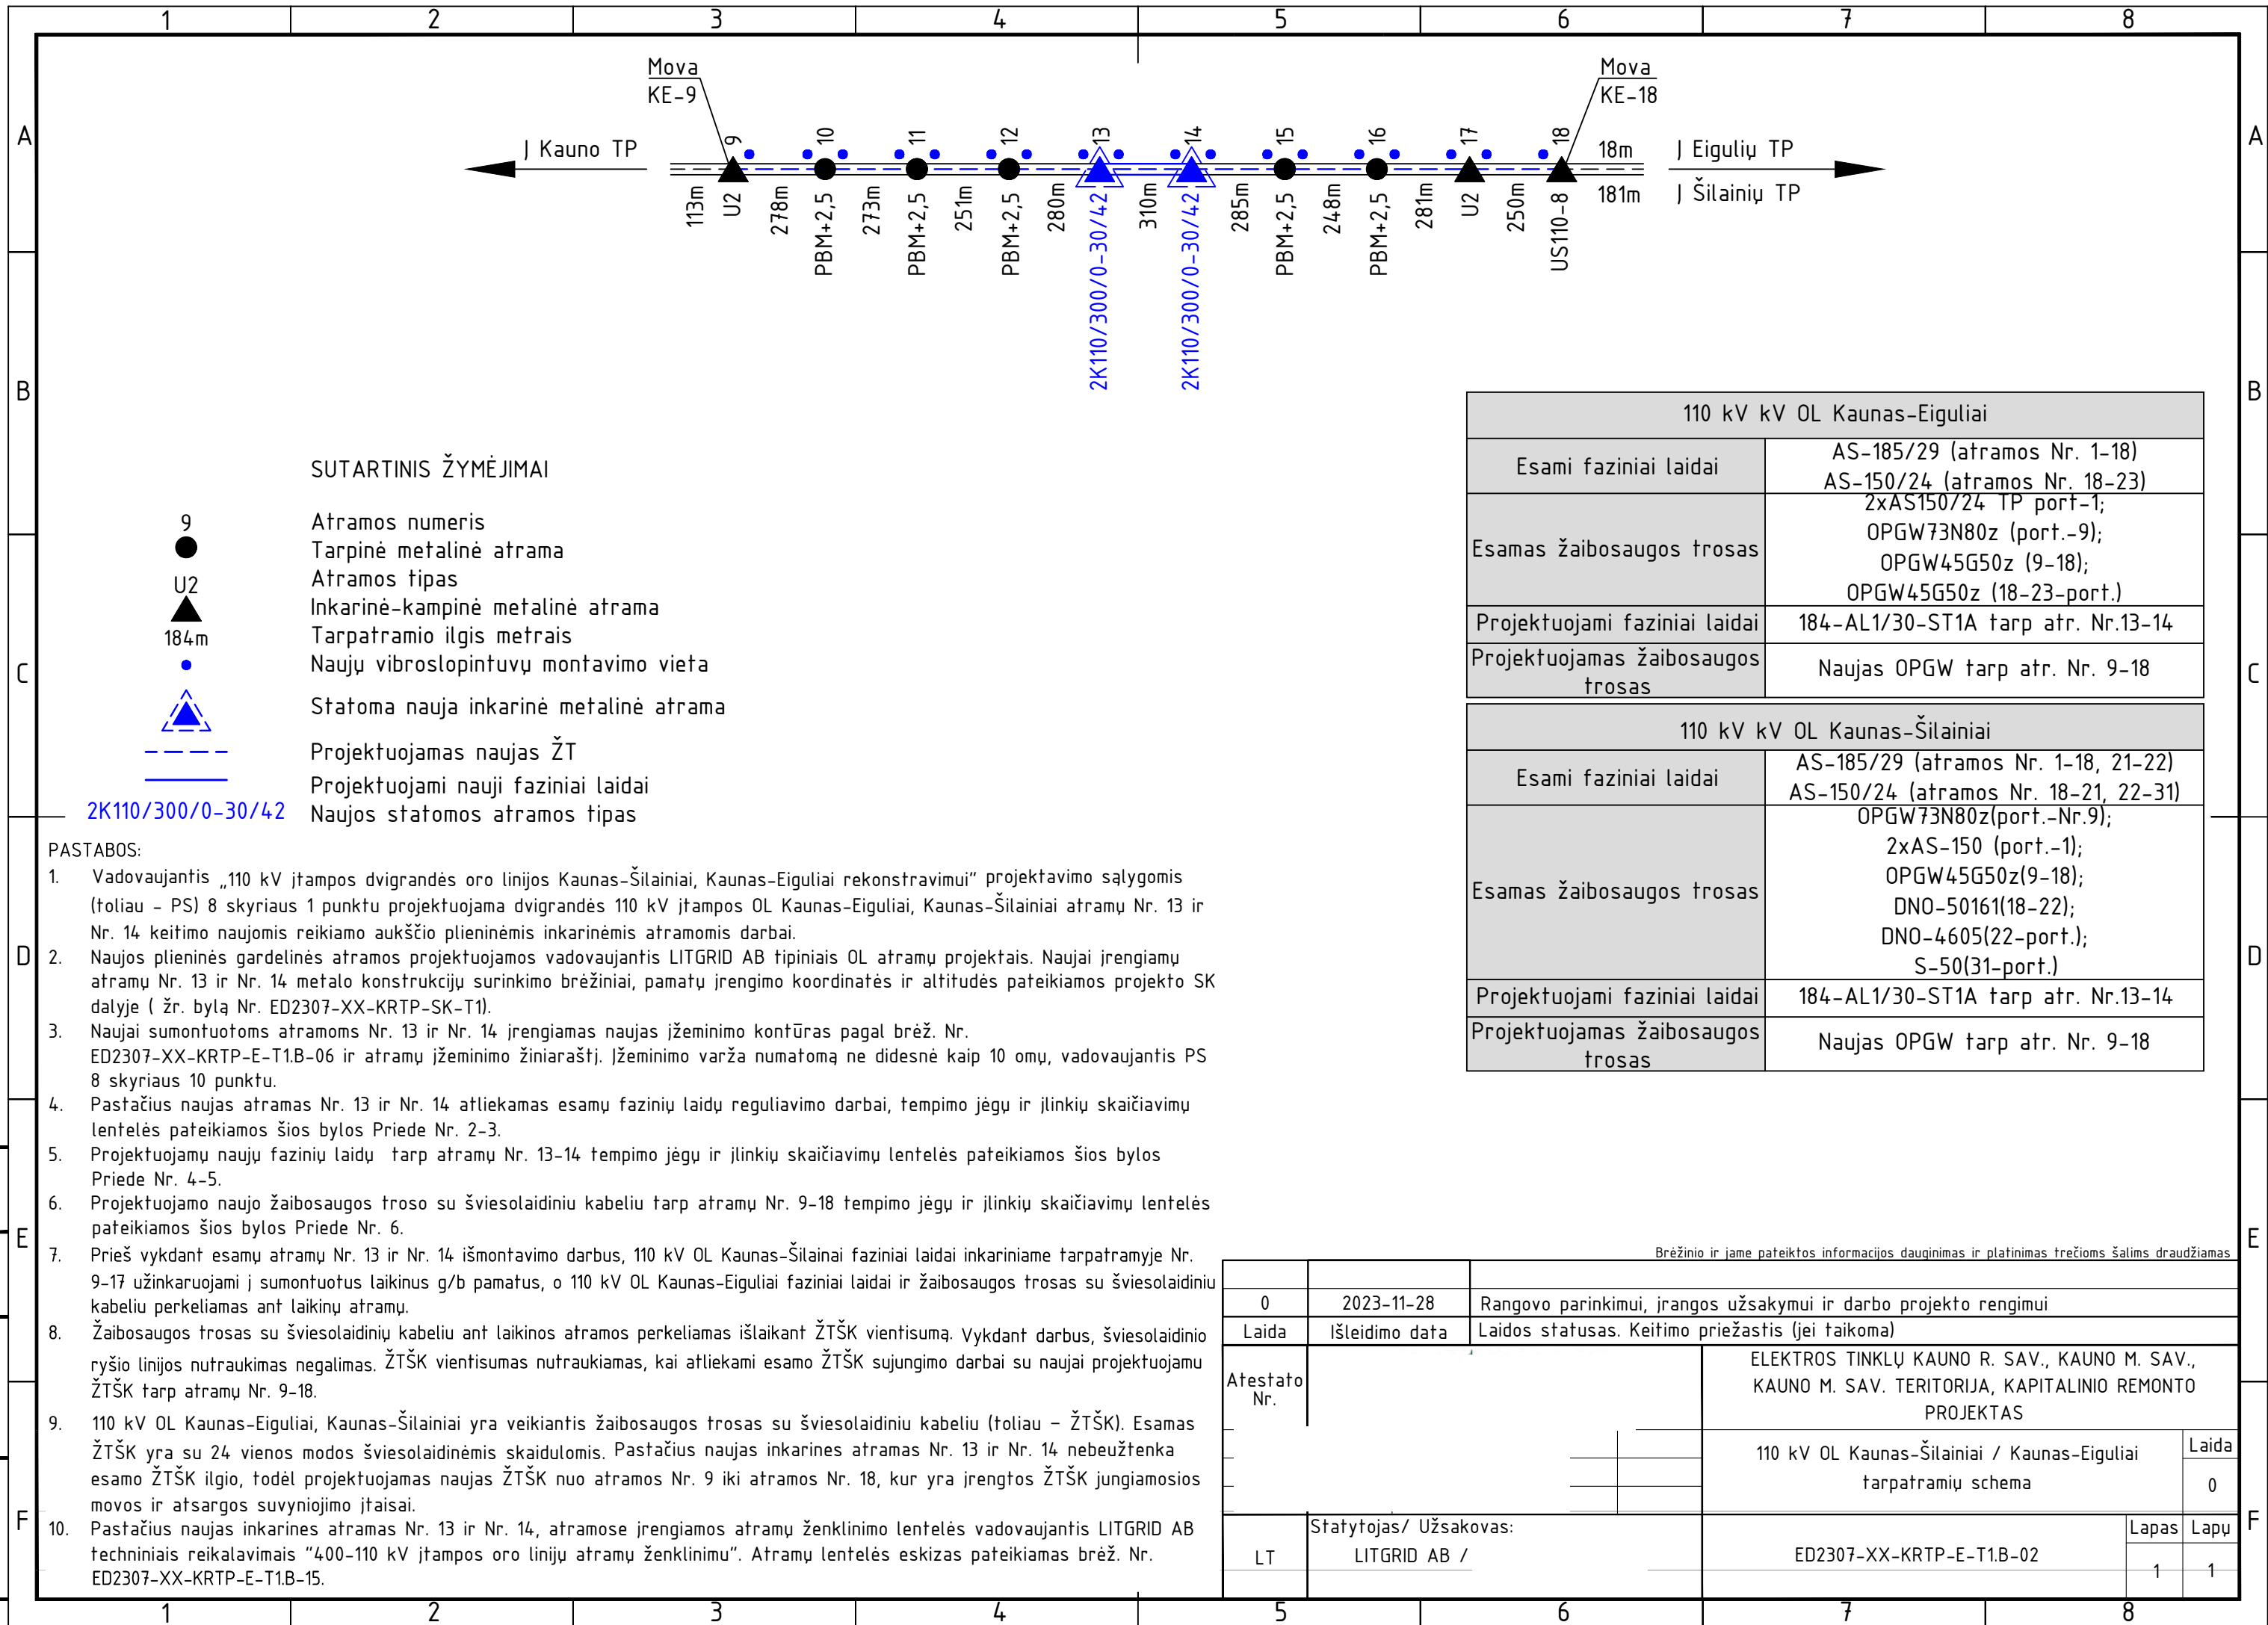 1 2 3 4 5 6 7 8
A
B
C
D
E
F
A
B
C
D
E
F
Mova
KE-9
Mova
KE-18
Į Kauno TP
9 10 11 12 13 14 15 16 17 18
18m
181m
Į Eigulių TP
Į Šilainių TP
113m U2 278m PBM+2,5 273m PBM+2,5 251m PBM+2,5 280m 2K110/300/0-30/42 310m 2K110/300/0-30/42 285m PBM+2,5 248m PBM+2,5 281m U2 250m US110-8
SUTARTINIS ŽYMĖJIMAI
9 Atramos numeris
Tarpinė metalinė atrama
U2 Atramos tipas
Inkarinė-kampinė metalinė atrama
184m Tarpatramio ilgis metrais
Naujų vibroslopintuvų montavimo vieta
Statoma nauja inkarinė metalinė atrama
Projektuojamas naujas ŽT
Projektuojami nauji faziniai laidai
2K110/300/0-30/42 Naujos statomos atramos tipas
110 kV kV OL Kaunas-Eiguliai
Esami faziniai laidai
AS-185/29 (atramos Nr. 1-18)
AS-150/24 (atramos Nr. 18-23)
Esamas žaibosaugos trosas
2xAS150/24 TP port-1;
OPGW73N80z (port.-9);
OPGW45G50z (9-18);
OPGW45G50z (18-23-port.)
Projektuojami faziniai laidai 184-AL1/30-ST1A tarp atr. Nr.13-14
Projektuojamas žaibosaugos
trosas
Naujas OPGW tarp atr. Nr. 9-18
110 kV kV OL Kaunas-Šilainiai
Esami faziniai laidai
AS-185/29 (atramos Nr. 1-18, 21-22)
AS-150/24 (atramos Nr. 18-21, 22-31)
Esamas žaibosaugos trosas
OPGW73N80z(port.-Nr.9);
2xAS-150 (port.-1);
OPGW45G50z(9-18);
DNO-50161(18-22);
DNO-4605(22-port.);
S-50(31-port.)
Projektuojami faziniai laidai 184-AL1/30-ST1A tarp atr. Nr.13-14
Projektuojamas žaibosaugos
trosas
Naujas OPGW tarp atr. Nr. 9-18
PASTABOS:
1. Vadovaujantis „110 kV įtampos dvigrandės oro linijos Kaunas-Šilainiai, Kaunas-Eiguliai rekonstravimui" projektavimo sąlygomis
(toliau - PS) 8 skyriaus 1 punktu projektuojama dvigrandės 110 kV įtampos OL Kaunas-Eiguliai, Kaunas-Šilainiai atramų Nr. 13 ir
Nr. 14 keitimo naujomis reikiamo aukščio plieninėmis inkarinėmis atramomis darbai.
2. Naujos plieninės gardelinės atramos projektuojamos vadovaujantis LITGRID AB tipiniais OL atramų projektais. Naujai įrengiamų
atramų Nr. 13 ir Nr. 14 metalo konstrukcijų surinkimo brėžiniai, pamatų įrengimo koordinatės ir altitudės pateikiamos projekto SK
dalyje ( žr. bylą Nr. ED2307-XX-KRTP-SK-T1).
3. Naujai sumontuotoms atramoms Nr. 13 ir Nr. 14 įrengiamas naujas įžeminimo kontūras pagal brėž. Nr.
ED2307-XX-KRTP-E-T1.B-06 ir atramų įžeminimo žiniaraštį. Įžeminimo varža numatomą ne didesnė kaip 10 omų, vadovaujantis PS
8 skyriaus 10 punktu.
4. Pastačius naujas atramas Nr. 13 ir Nr. 14 atliekamas esamų fazinių laidų reguliavimo darbai, tempimo jėgų ir įlinkių skaičiavimų
lentelės pateikiamos šios bylos Priede Nr. 2-3.
5. Projektuojamų naujų fazinių laidų tarp atramų Nr. 13-14 tempimo jėgų ir įlinkių skaičiavimų lentelės pateikiamos šios bylos
Priede Nr. 4-5.
6. Projektuojamo naujo žaibosaugos troso su šviesolaidiniu kabeliu tarp atramų Nr. 9-18 tempimo jėgų ir įlinkių skaičiavimų lentelės
pateikiamos šios bylos Priede Nr. 6.
7. Prieš vykdant esamų atramų Nr. 13 ir Nr. 14 išmontavimo darbus, 110 kV OL Kaunas-Šilainai faziniai laidai inkariniame tarpatramyje Nr.
9-17 užinkaruojami į sumontuotus laikinus g/b pamatus, o 110 kV OL Kaunas-Eiguliai faziniai laidai ir žaibosaugos trosas su šviesolaidiniu
kabeliu perkeliamas ant laikinų atramų.
8. Žaibosaugos trosas su šviesolaidinių kabeliu ant laikinos atramos perkeliamas išlaikant ŽTŠK vientisumą. Vykdant darbus, šviesolaidinio
ryšio linijos nutraukimas negalimas. ŽTŠK vientisumas nutraukiamas, kai atliekami esamo ŽTŠK sujungimo darbai su naujai projektuojamu
ŽTŠK tarp atramų Nr. 9-18.
9. 110 kV OL Kaunas-Eiguliai, Kaunas-Šilainiai yra veikiantis žaibosaugos trosas su šviesolaidiniu kabeliu (toliau – ŽTŠK). Esamas
ŽTŠK yra su 24 vienos modos šviesolaidinėmis skaidulomis. Pastačius naujas inkarines atramas Nr. 13 ir Nr. 14 nebeužtenka
esamo ŽTŠK ilgio, todėl projektuojamas naujas ŽTŠK nuo atramos Nr. 9 iki atramos Nr. 18, kur yra įrengtos ŽTŠK jungiamosios
movos ir atsargos suvyniojimo įtaisai.
10. Pastačius naujas inkarines atramas Nr. 13 ir Nr. 14, atramose įrengiamos atramų ženklinimo lentelės vadovaujantis LITGRID AB
techniniais reikalavimais "400-110 kV įtampos oro linijų atramų ženklinimu". Atramų lentelės eskizas pateikiamas brėž. Nr.
ED2307-XX-KRTP-E-T1.B-15.
Brėžinio ir jame pateiktos informacijos dauginimas ir platinimas trečioms šalims draudžiamas
0 2023-11-28 Rangovo parinkimui, įrangos užsakymui ir darbo projekto rengimui
Laida Išleidimo data Laidos statusas. Keitimo priežastis (jei taikoma)
Atestato
Nr.
ELEKTROS TINKLŲ KAUNO R. SAV., KAUNO M. SAV.,
KAUNO M. SAV. TERITORIJA, KAPITALINIO REMONTO
PROJEKTAS
110 kV OL Kaunas-Šilainiai / Kaunas-Eiguliai
tarpatramių schema
Laida
0
LT
Statytojas/ Užsakovas:
LITGRID AB /
ED2307-XX-KRTP-E-T1.B-02
Lapas Lapų
1 1
1 2 3 4 5 6 7 8